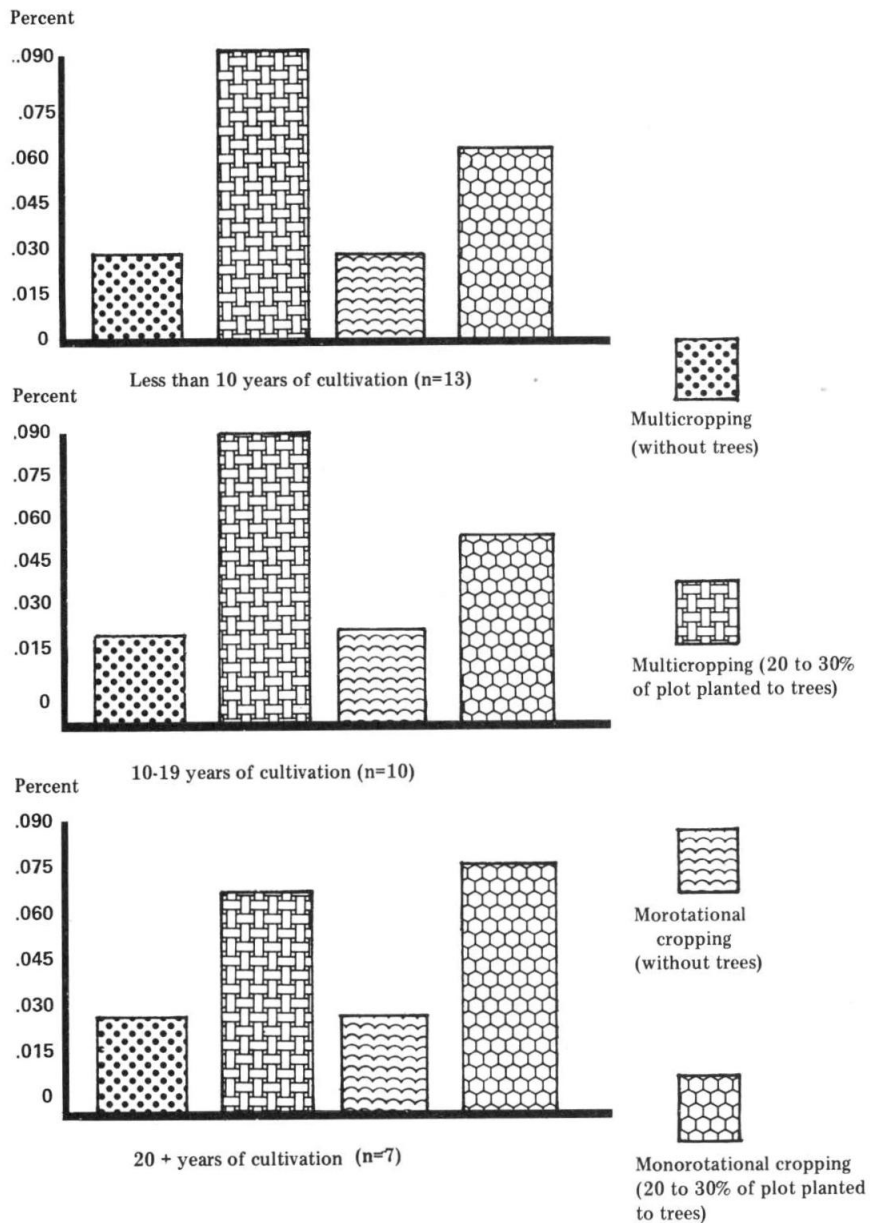 Percent
..090
.075
.060
.045
.030
.015
0
Less than 10 years of cultivation (n=13)
Percent
.090
.075
.060
.045
.030
.015
0
10-19 years of cultivation (n=10)
Percent
.090
.075
.060
.045
.030
.015
0
20 + years of cultivation (n=7)
Multicropping
(without trees)
Multicropping (20 to 30%
of plot planted to trees)
Morotational
cropping
(without trees)
Monorotational cropping
(20 to 30% of plot planted
to trees)